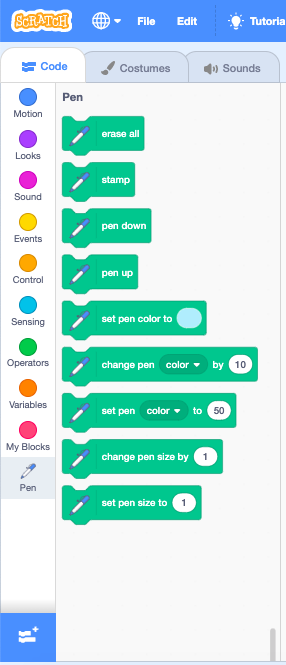 SCRATCH
File
Edit
Tutoria
Code
Costumes
Sounds
Motion
Looks
Sound
Events
Control
Sensing
Operators
Variables
My Blocks
Pen
Pen
erase all
stamp
pen down
pen up
set pen color to
change pen color by 10
set pen color to 50
change pen size by 1
set pen size to 1